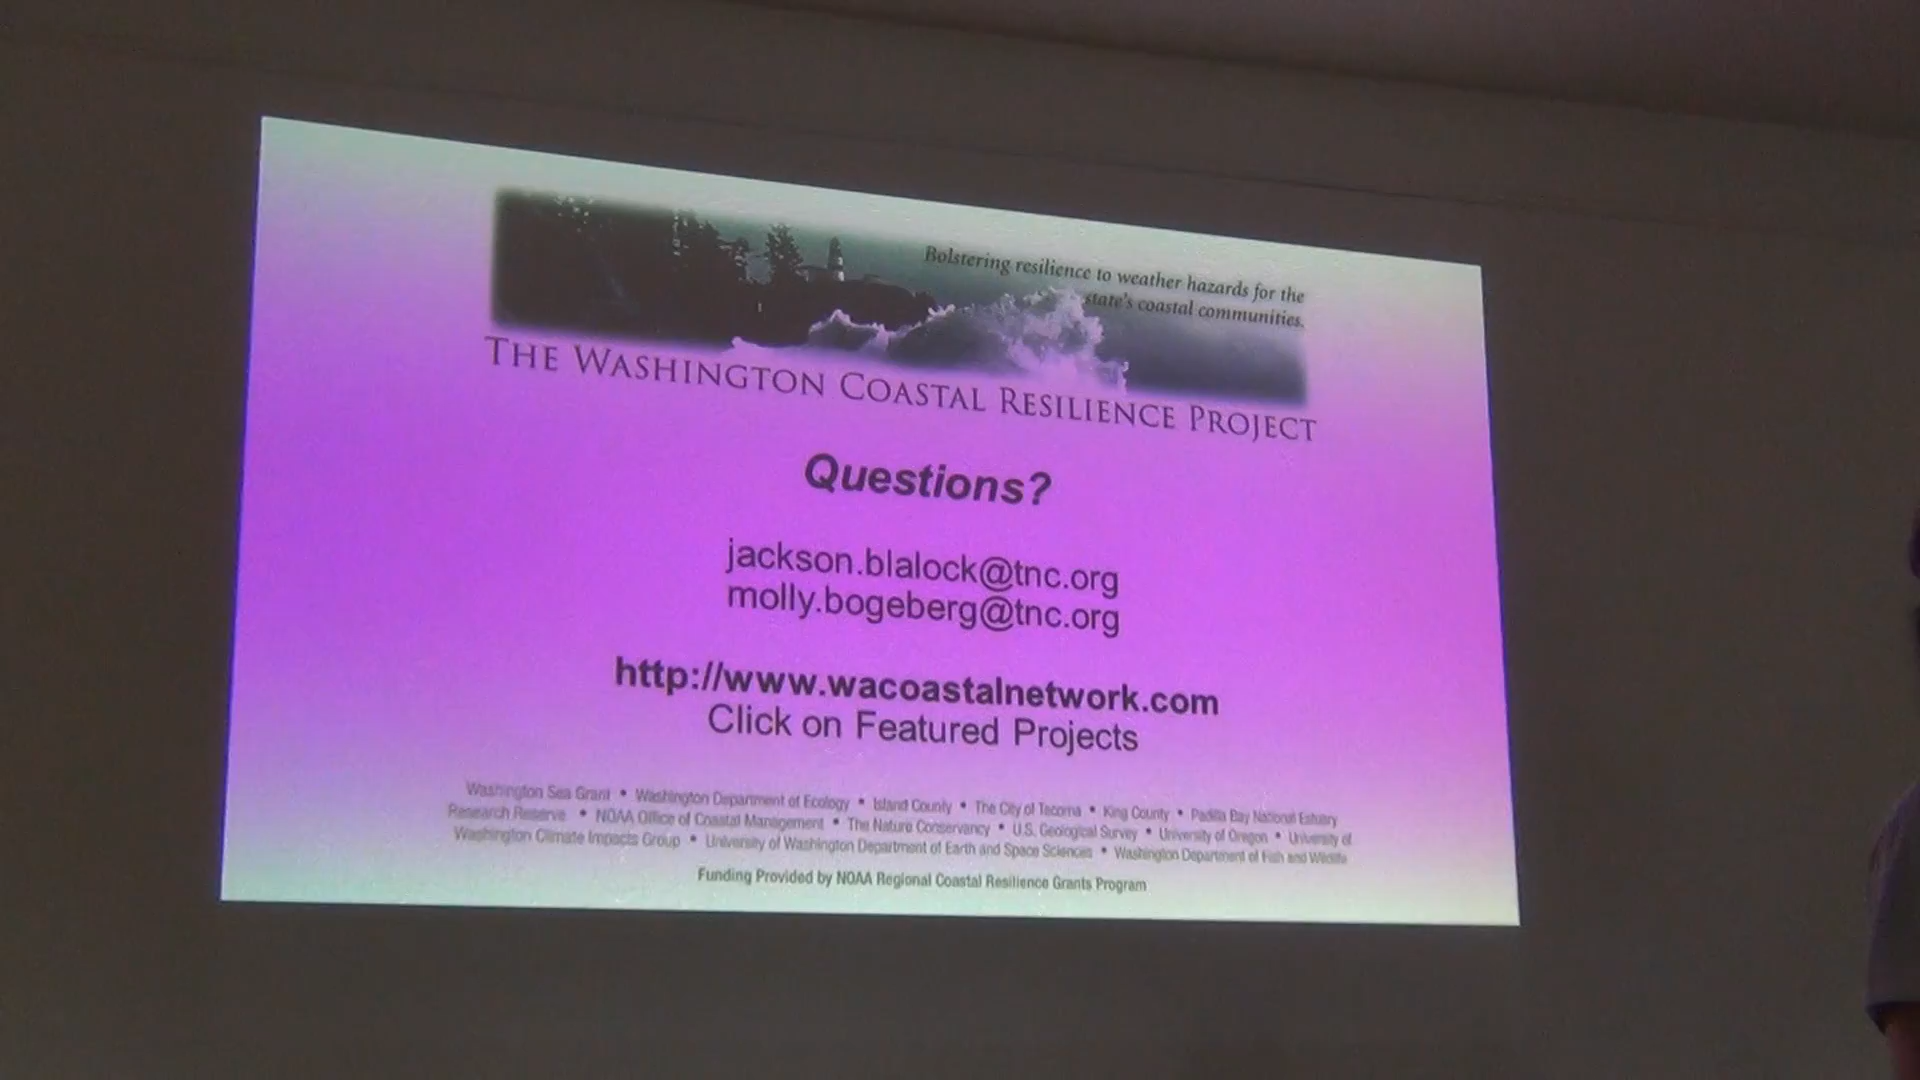 Bolstering resilience to weather hazards for the
state's coastal communities.
THE WASHINGTON COASTAL RESILIENCE PROJECT
Questions?
jackson.blalock@tnc.org
molly.bogeberg@tnc.org
http://www.wacoastalnetwork.com
Click on Featured Projects
Washington Sea Grant • Washington Department of Ecology • Island County • The City of Tacoma • King County • Padilla Bay National Estuary
Research Reserve • NOAA Office of Coastal Management • The Nature Conservancy • U.S. Geological Survey • University of Oregon • University of
Washington Climate Impacts Group • University of Washington Department of Earth and Space Sciences • Washington Department of Fish and Wildlife
Funding Provided by NOAA Regional Coastal Resilience Grants Program